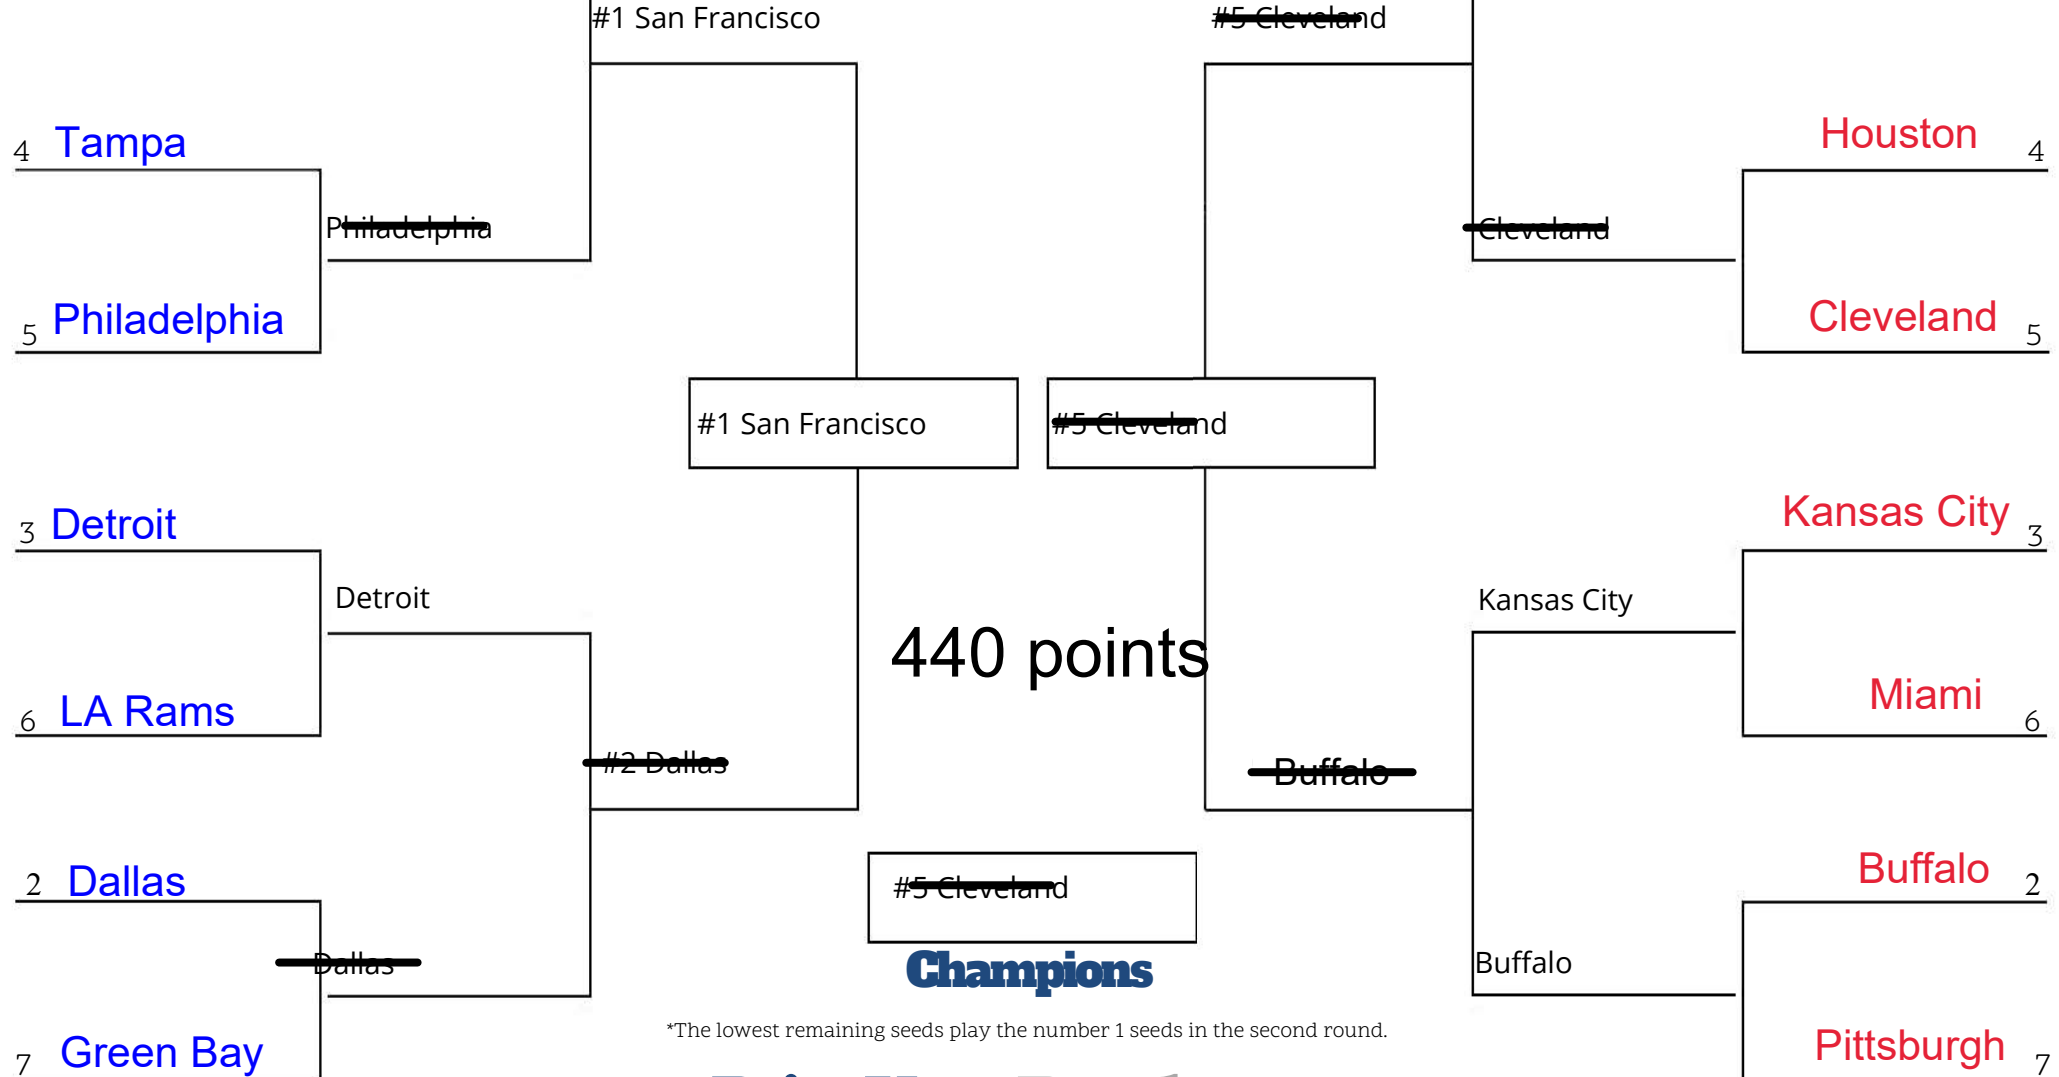 #1 San Francisco
#5 Cleveland
4 Tampa
Houston 4
Philadelphia
Cleveland
5 Philadelphia
Cleveland 5
#1 San Francisco
#5 Cleveland
3 Detroit
Kansas City 3
Detroit
Kansas City
440 points
6 LA Rams
Miami 6
#2 Dallas
Buffalo
2 Dallas
Buffalo 2
#5 Cleveland
Dallas
Champions
Buffalo
*The lowest remaining seeds play the number 1 seeds in the second round.
7 Green Bay
Pittsburgh 7